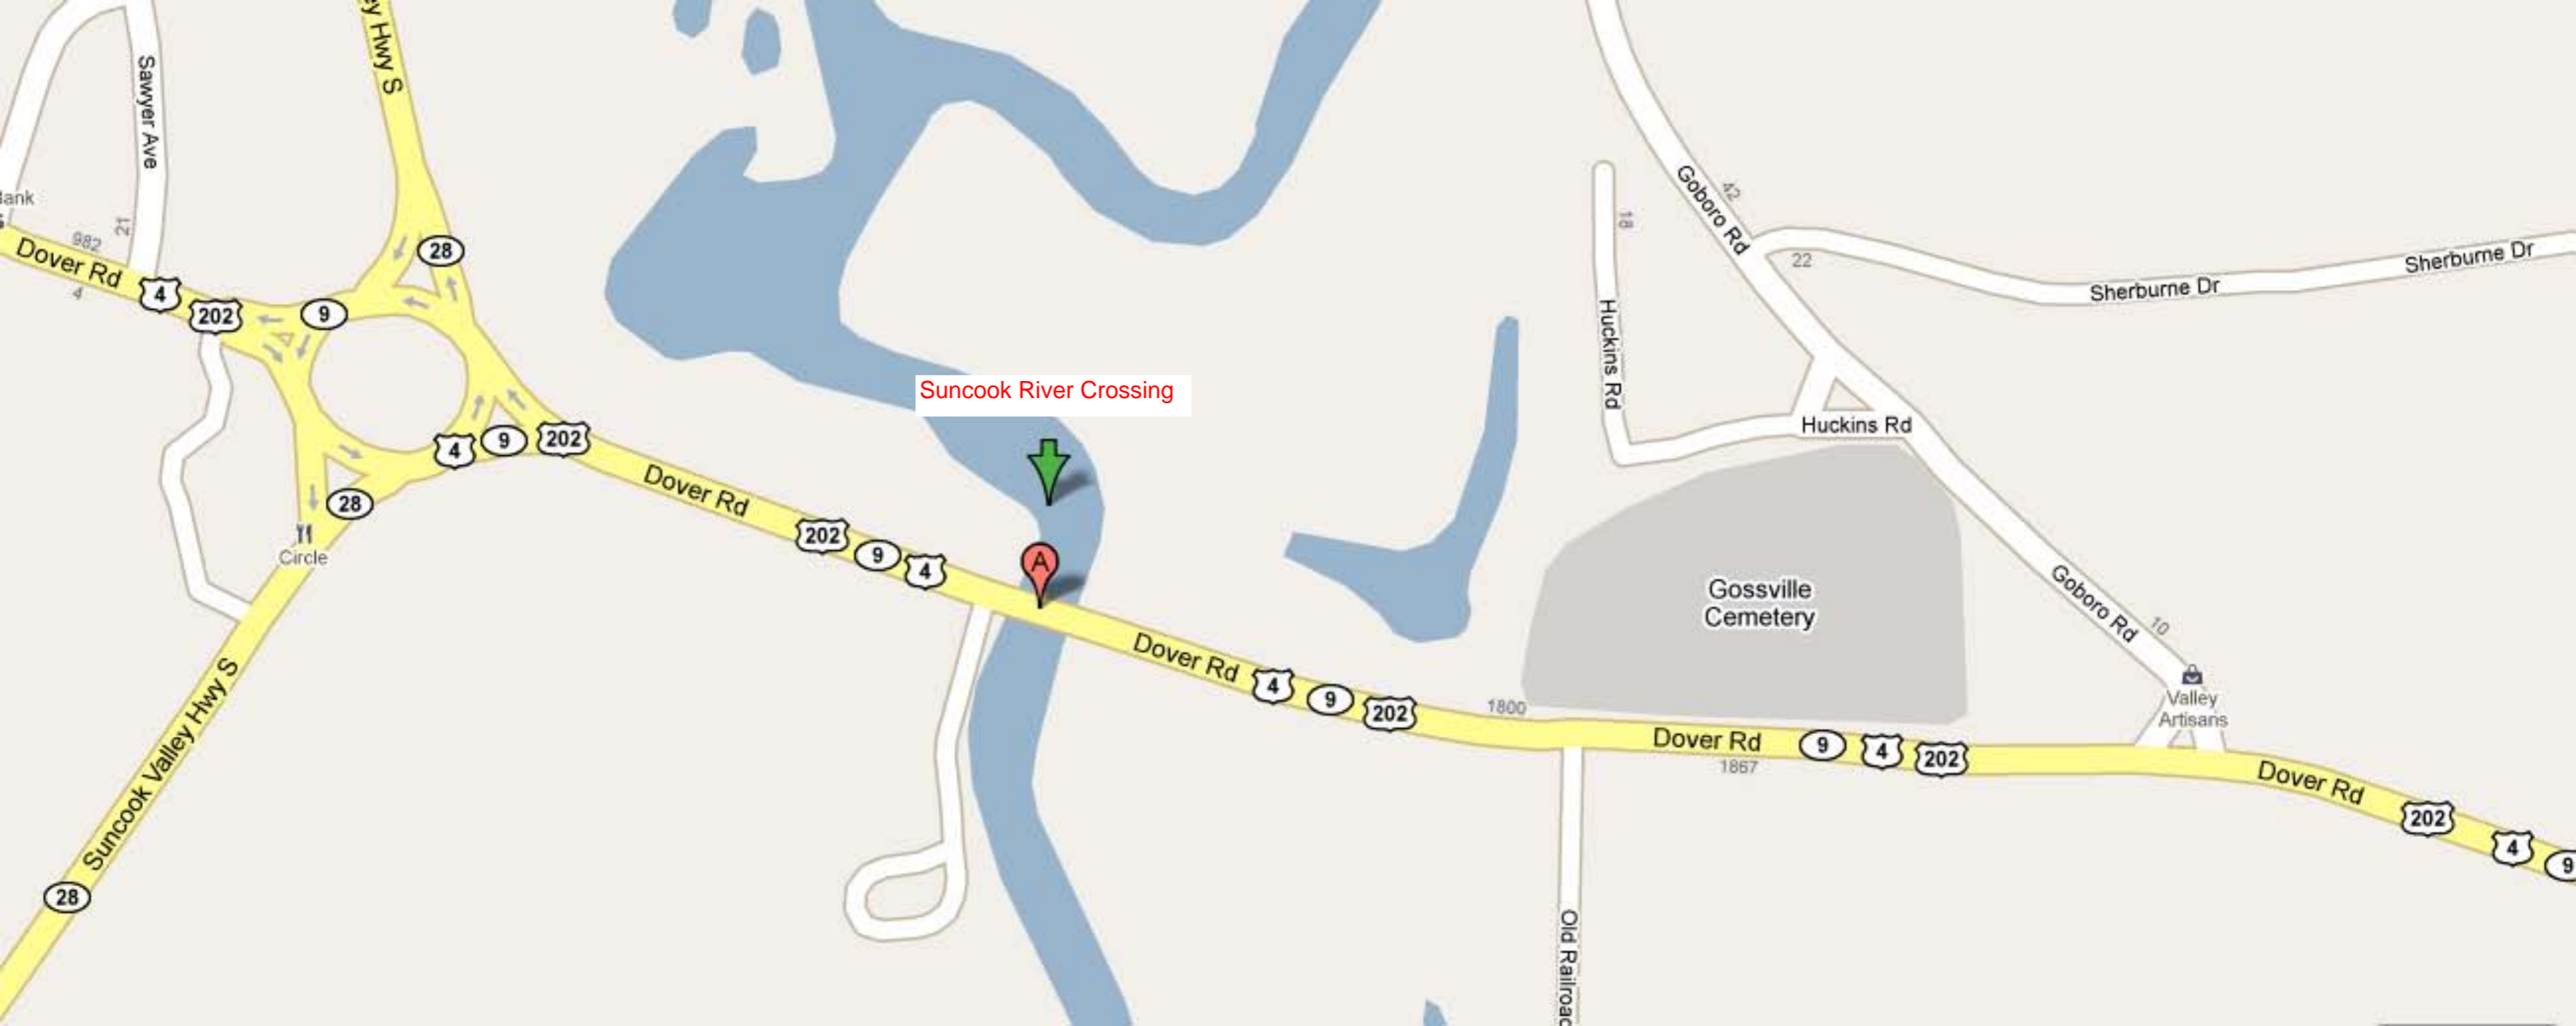 ey Hwy S
Sawyer Ave
ank
21
982
Dover Rd
4
4
202
9
28
4
9
202
28
Circle
Suncook Valley Hwy S
28
Dover Rd
202
9
4
Suncook River Crossing
A
Dover Rd
4
9
202
1800
Dover Rd
1867
9
4
202
Old Railroad
Gossville
Cemetery
Huckins Rd
18
Huckins Rd
Goboro Rd
42
22
Sherburne Dr
Sherburne Dr
Goboro Rd
10
Valley
Artisans
Dover Rd
202
4
9